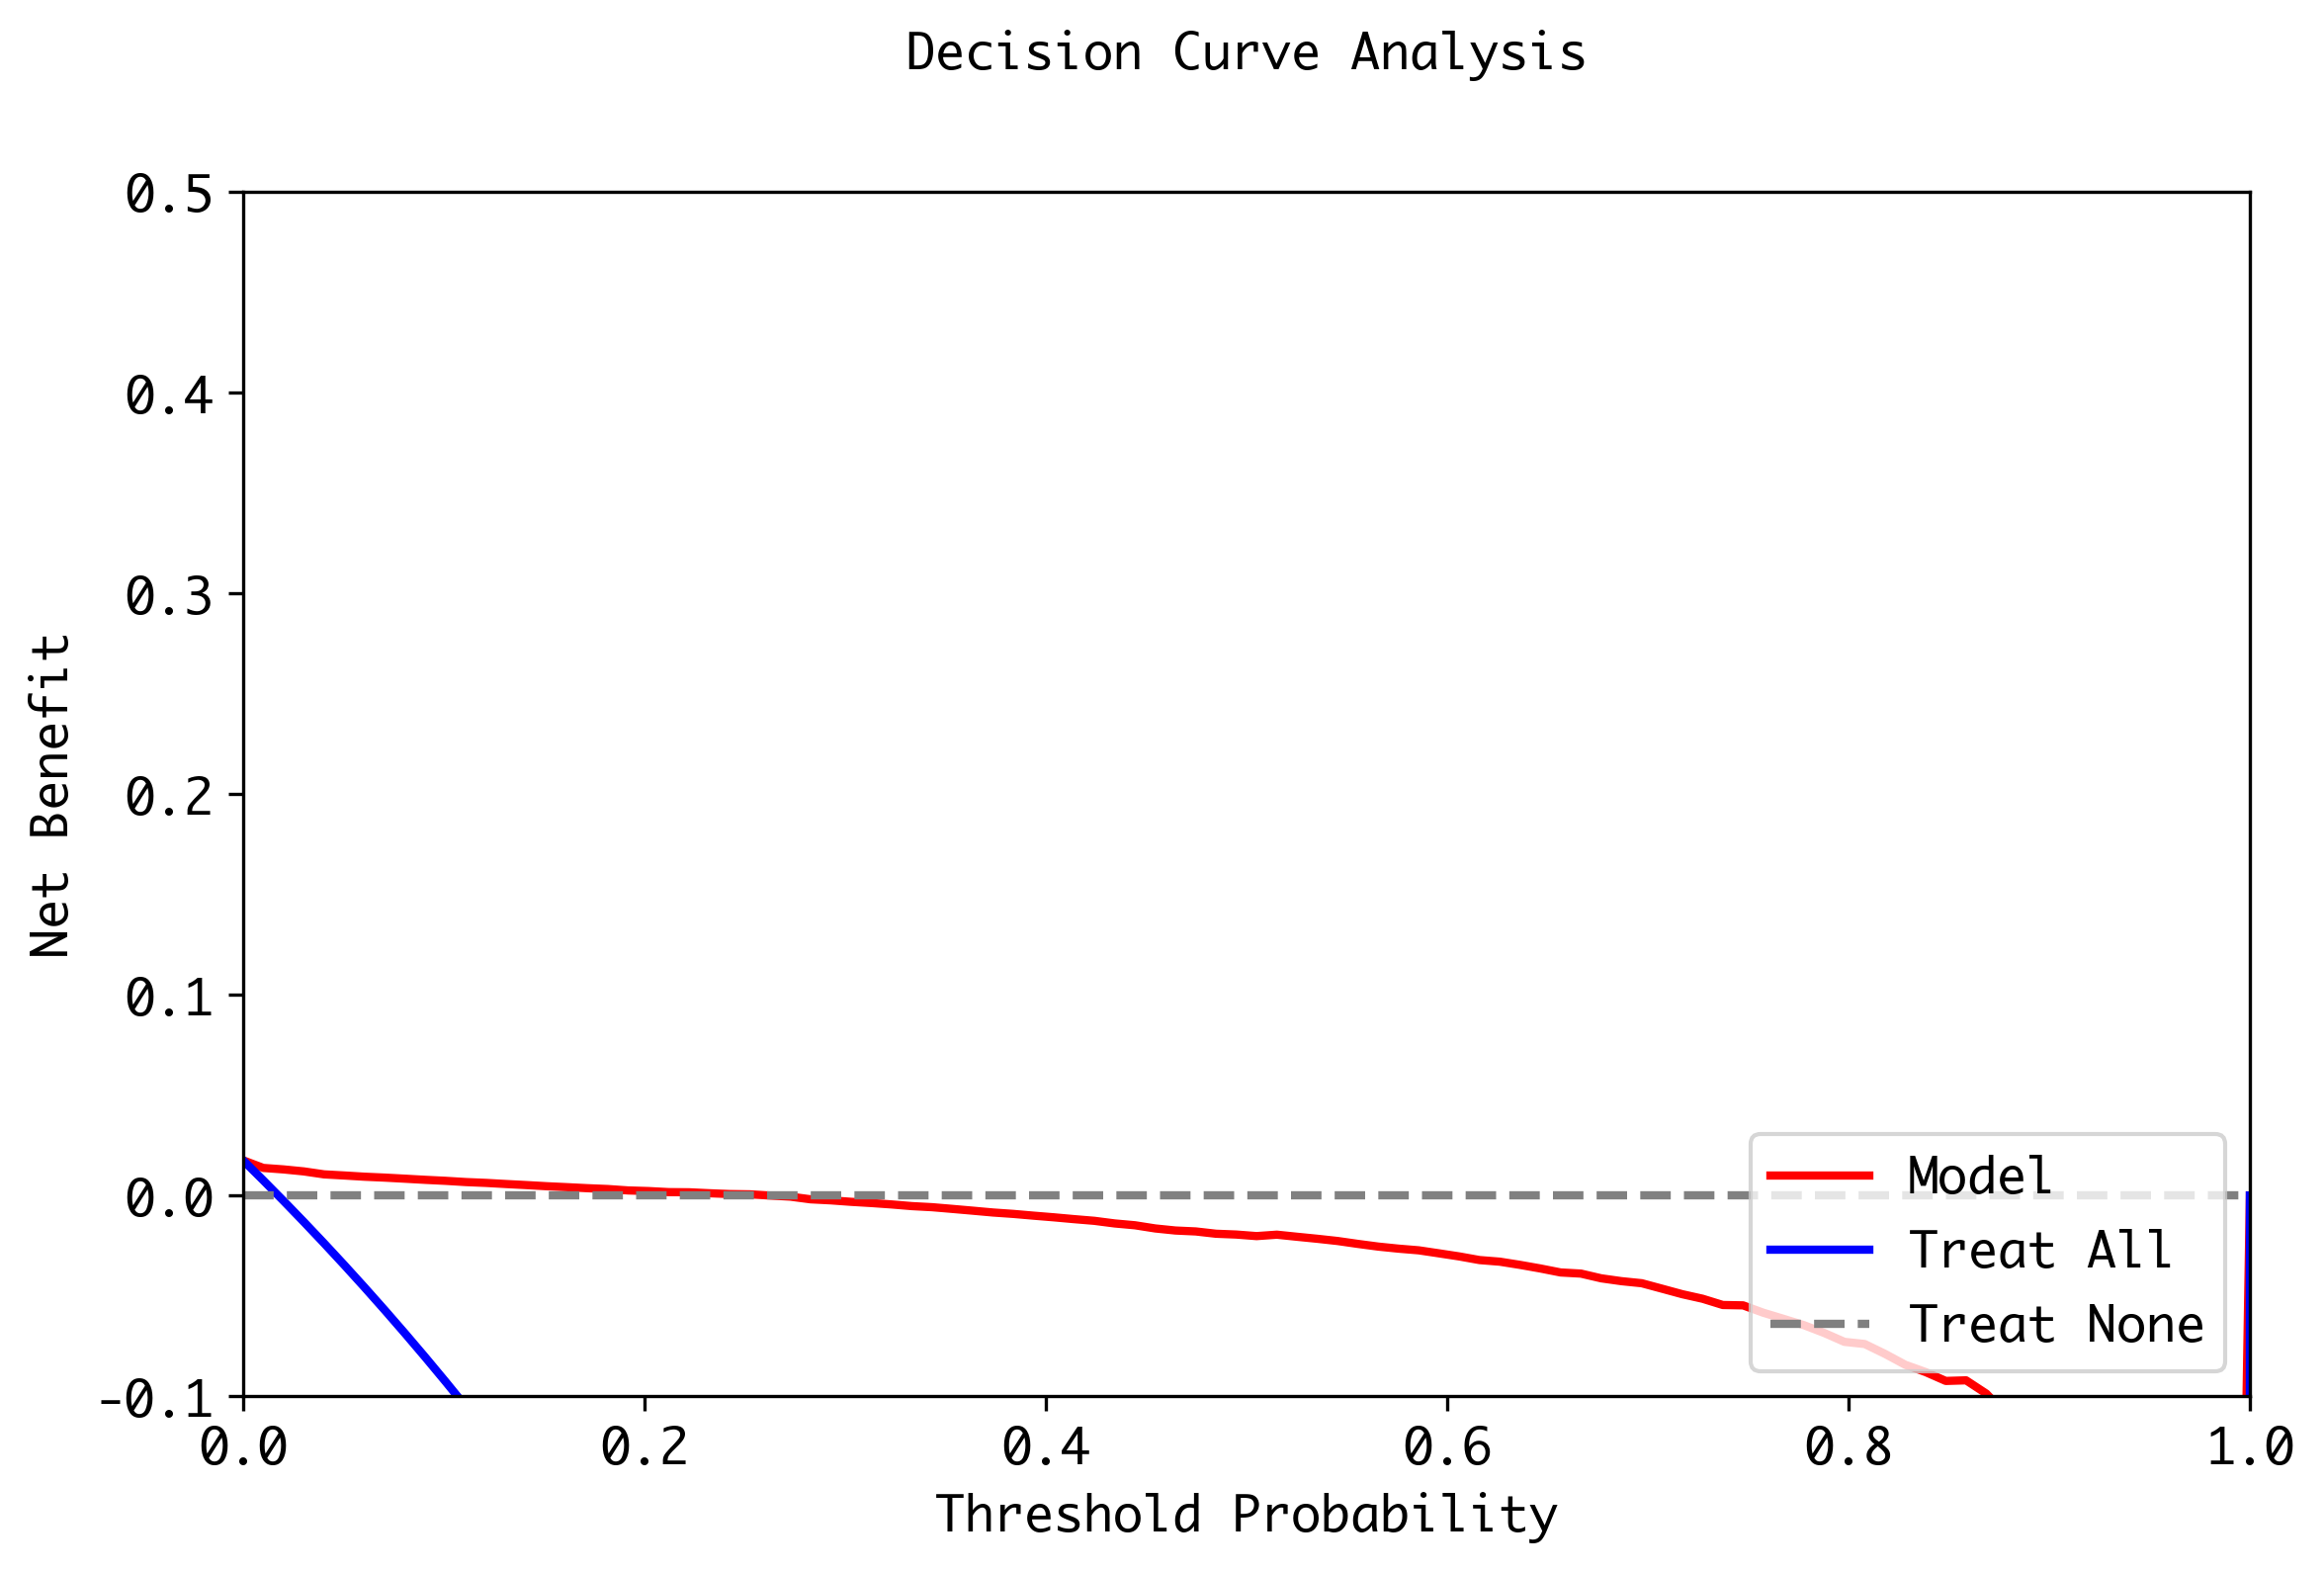 Decision Curve Analysis
0.5
0.4
0.3
0.2
0.1
0.0
-0.1
Net Benefit
Model
Treat All
Treat None
0.0 0.2 0.4 0.6 0.8 1.0
Threshold Probability